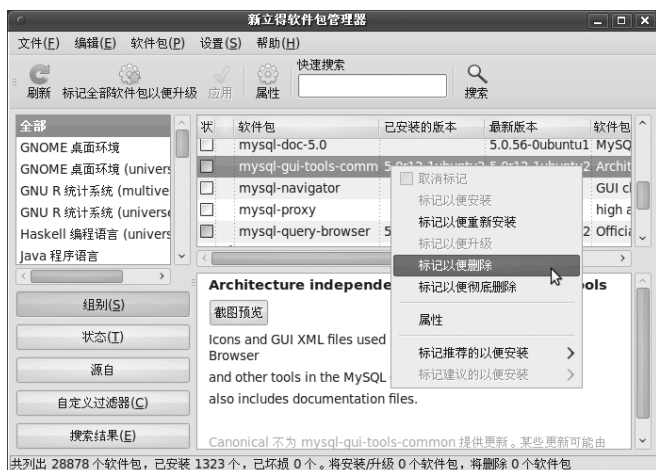 新立得软件包管理器
文件(F) 编辑(E) 软件包(P) 设置(S) 帮助(H)
快速搜索
刷新 标记全部软件包以便升级 应用 属性 搜索
全部
GNOME 桌面环境
GNOME 桌面环境 (univers
GNU R 统计系统 (multive
GNU R 统计系统 (universe
Haskell 编程语言 (univers
Java 程序语言
组别(S)
状态(T)
源自
自定义过滤器(C)
搜索结果(E)
状 软件包 已安装的版本 最新版本 软件包
mysql-doc-5.0 5.0.56-0ubuntu1 MySQ
mysql-gui-tools-comm Archit
mysql-navigator GUI cl
mysql-proxy high a
mysql-query-browser 5 2 Officia
取消标记
标记以便安装
标记以便重新安装
标记以便升级
标记以便删除
标记以便彻底删除
属性
标记推荐的以便安装
标记建议的以便安装
Architecture independe ols
截图预览
Icons and GUI XML files used
Browser
and other tools in the MySQL
also includes documentation files.
Canonical 不为 mysql-gui-tools-common 提供更新。某些更新可能由
共列出 28878 个软件包，已安装 1323 个，已坏损 0 个。将安装/升级 0 个软件包，将删除 0 个软件包